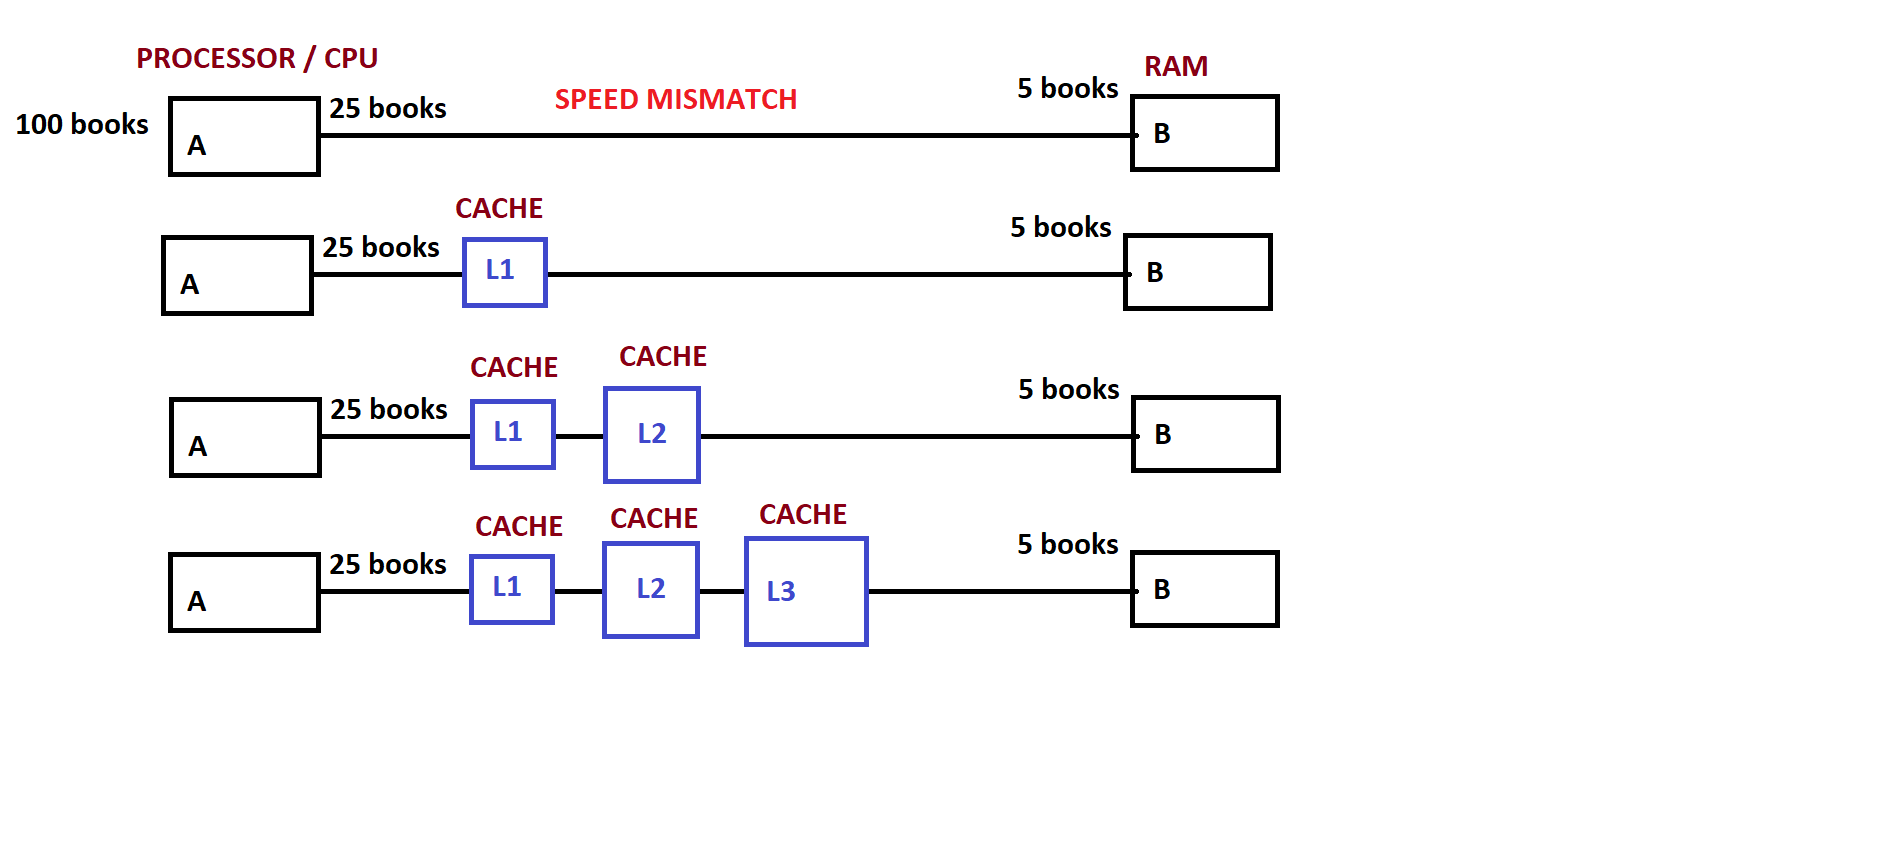 PROCESSOR / CPU
RAM
100 books
A
25 books
SPEED MISMATCH
5 books
B
CACHE
A
25 books
L1
5 books
B
CACHE
CACHE
A
25 books
L1
L2
5 books
B
CACHE
CACHE
CACHE
A
25 books
L1
L2
L3
5 books
B